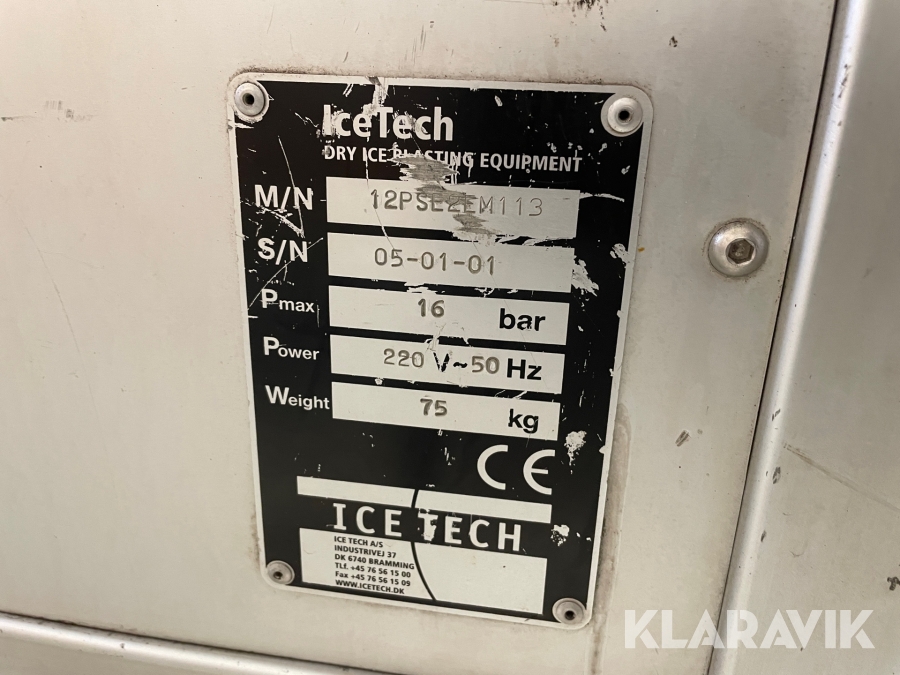 IceTech
DRY ICE BLASTING EQUIPMENT
M/N 12PSE2EM113
S/N 05-01-01
Pmax 16 bar
Power 220 V~50 Hz
Weight 75 kg
CE
ICE TECH
ICE TECH A/S
INDUSTRIVEJ 37
DK 6740 BRAMMING
TLf. +45 76 56 15 00
Fax +45 76 56 15 09
WWW.ICETECH.DK
KLARAVIK